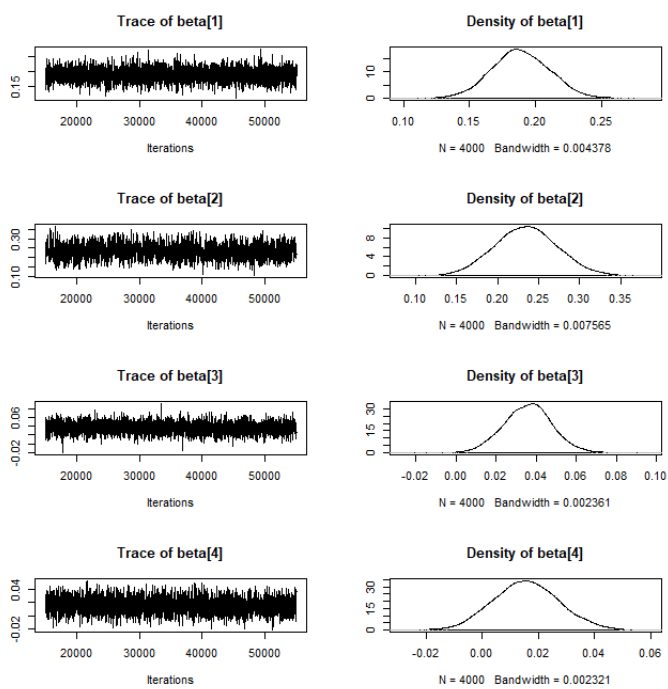 Trace of beta[1]
0.15
20000 30000 40000 50000
Iterations
Density of beta[1]
0 10
0.10 0.15 0.20 0.25
N = 4000 Bandwidth = 0.004378
Trace of beta[2]
0.10 0.30
20000 30000 40000 50000
Iterations
Density of beta[2]
0 4 8
0.10 0.15 0.20 0.25 0.30 0.35
N = 4000 Bandwidth = 0.007565
Trace of beta[3]
-0.02 0.06
20000 30000 40000 50000
Iterations
Density of beta[3]
0 15 30
-0.02 0.00 0.02 0.04 0.06 0.08 0.10
N = 4000 Bandwidth = 0.002361
Trace of beta[4]
-0.02 0.04
20000 30000 40000 50000
Iterations
Density of beta[4]
0 15 30
-0.02 0.00 0.02 0.04 0.06
N = 4000 Bandwidth = 0.002321